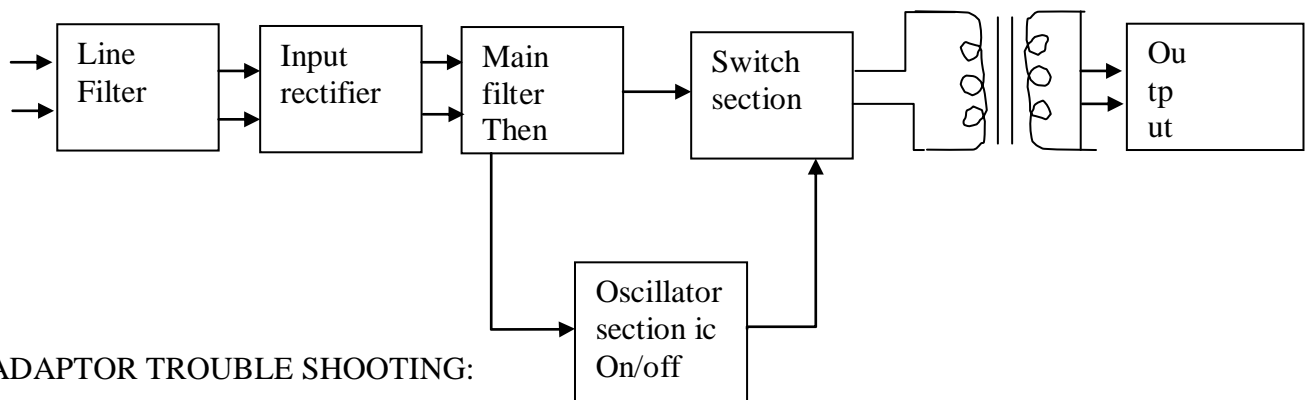 Line
Filter
Input
rectifier
Main
filter
Then
Switch
section
Ou
tp
ut
Oscillator
section ic
On/off
ADAPTOR TROUBLE SHOOTING: